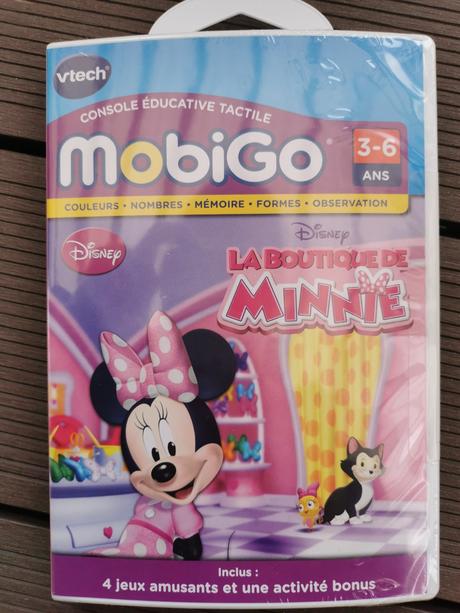 vtech
CONSOLE ÉDUCATIVE TACTILE
MobiGo
3-6
ANS
COULEURS • NOMBRES • MÉMOIRE • FORMES • OBSERVATION
Disney
Disney
LA BOUTIQUE DE
MINNIE
Inclus :
4 jeux amusants et une activité bonus